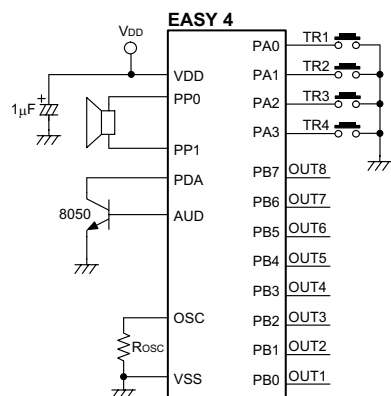 EASY 4
VDD
VDD
1μF
+
PP0
PP1
PDA
8050
AUD
OSC
ROSC
VSS
PA0
TR1
PA1
TR2
PA2
TR3
PA3
TR4
PB7
OUT8
PB6
OUT7
PB5
OUT6
PB4
OUT5
PB3
OUT4
PB2
OUT3
PB1
OUT2
PB0
OUT1